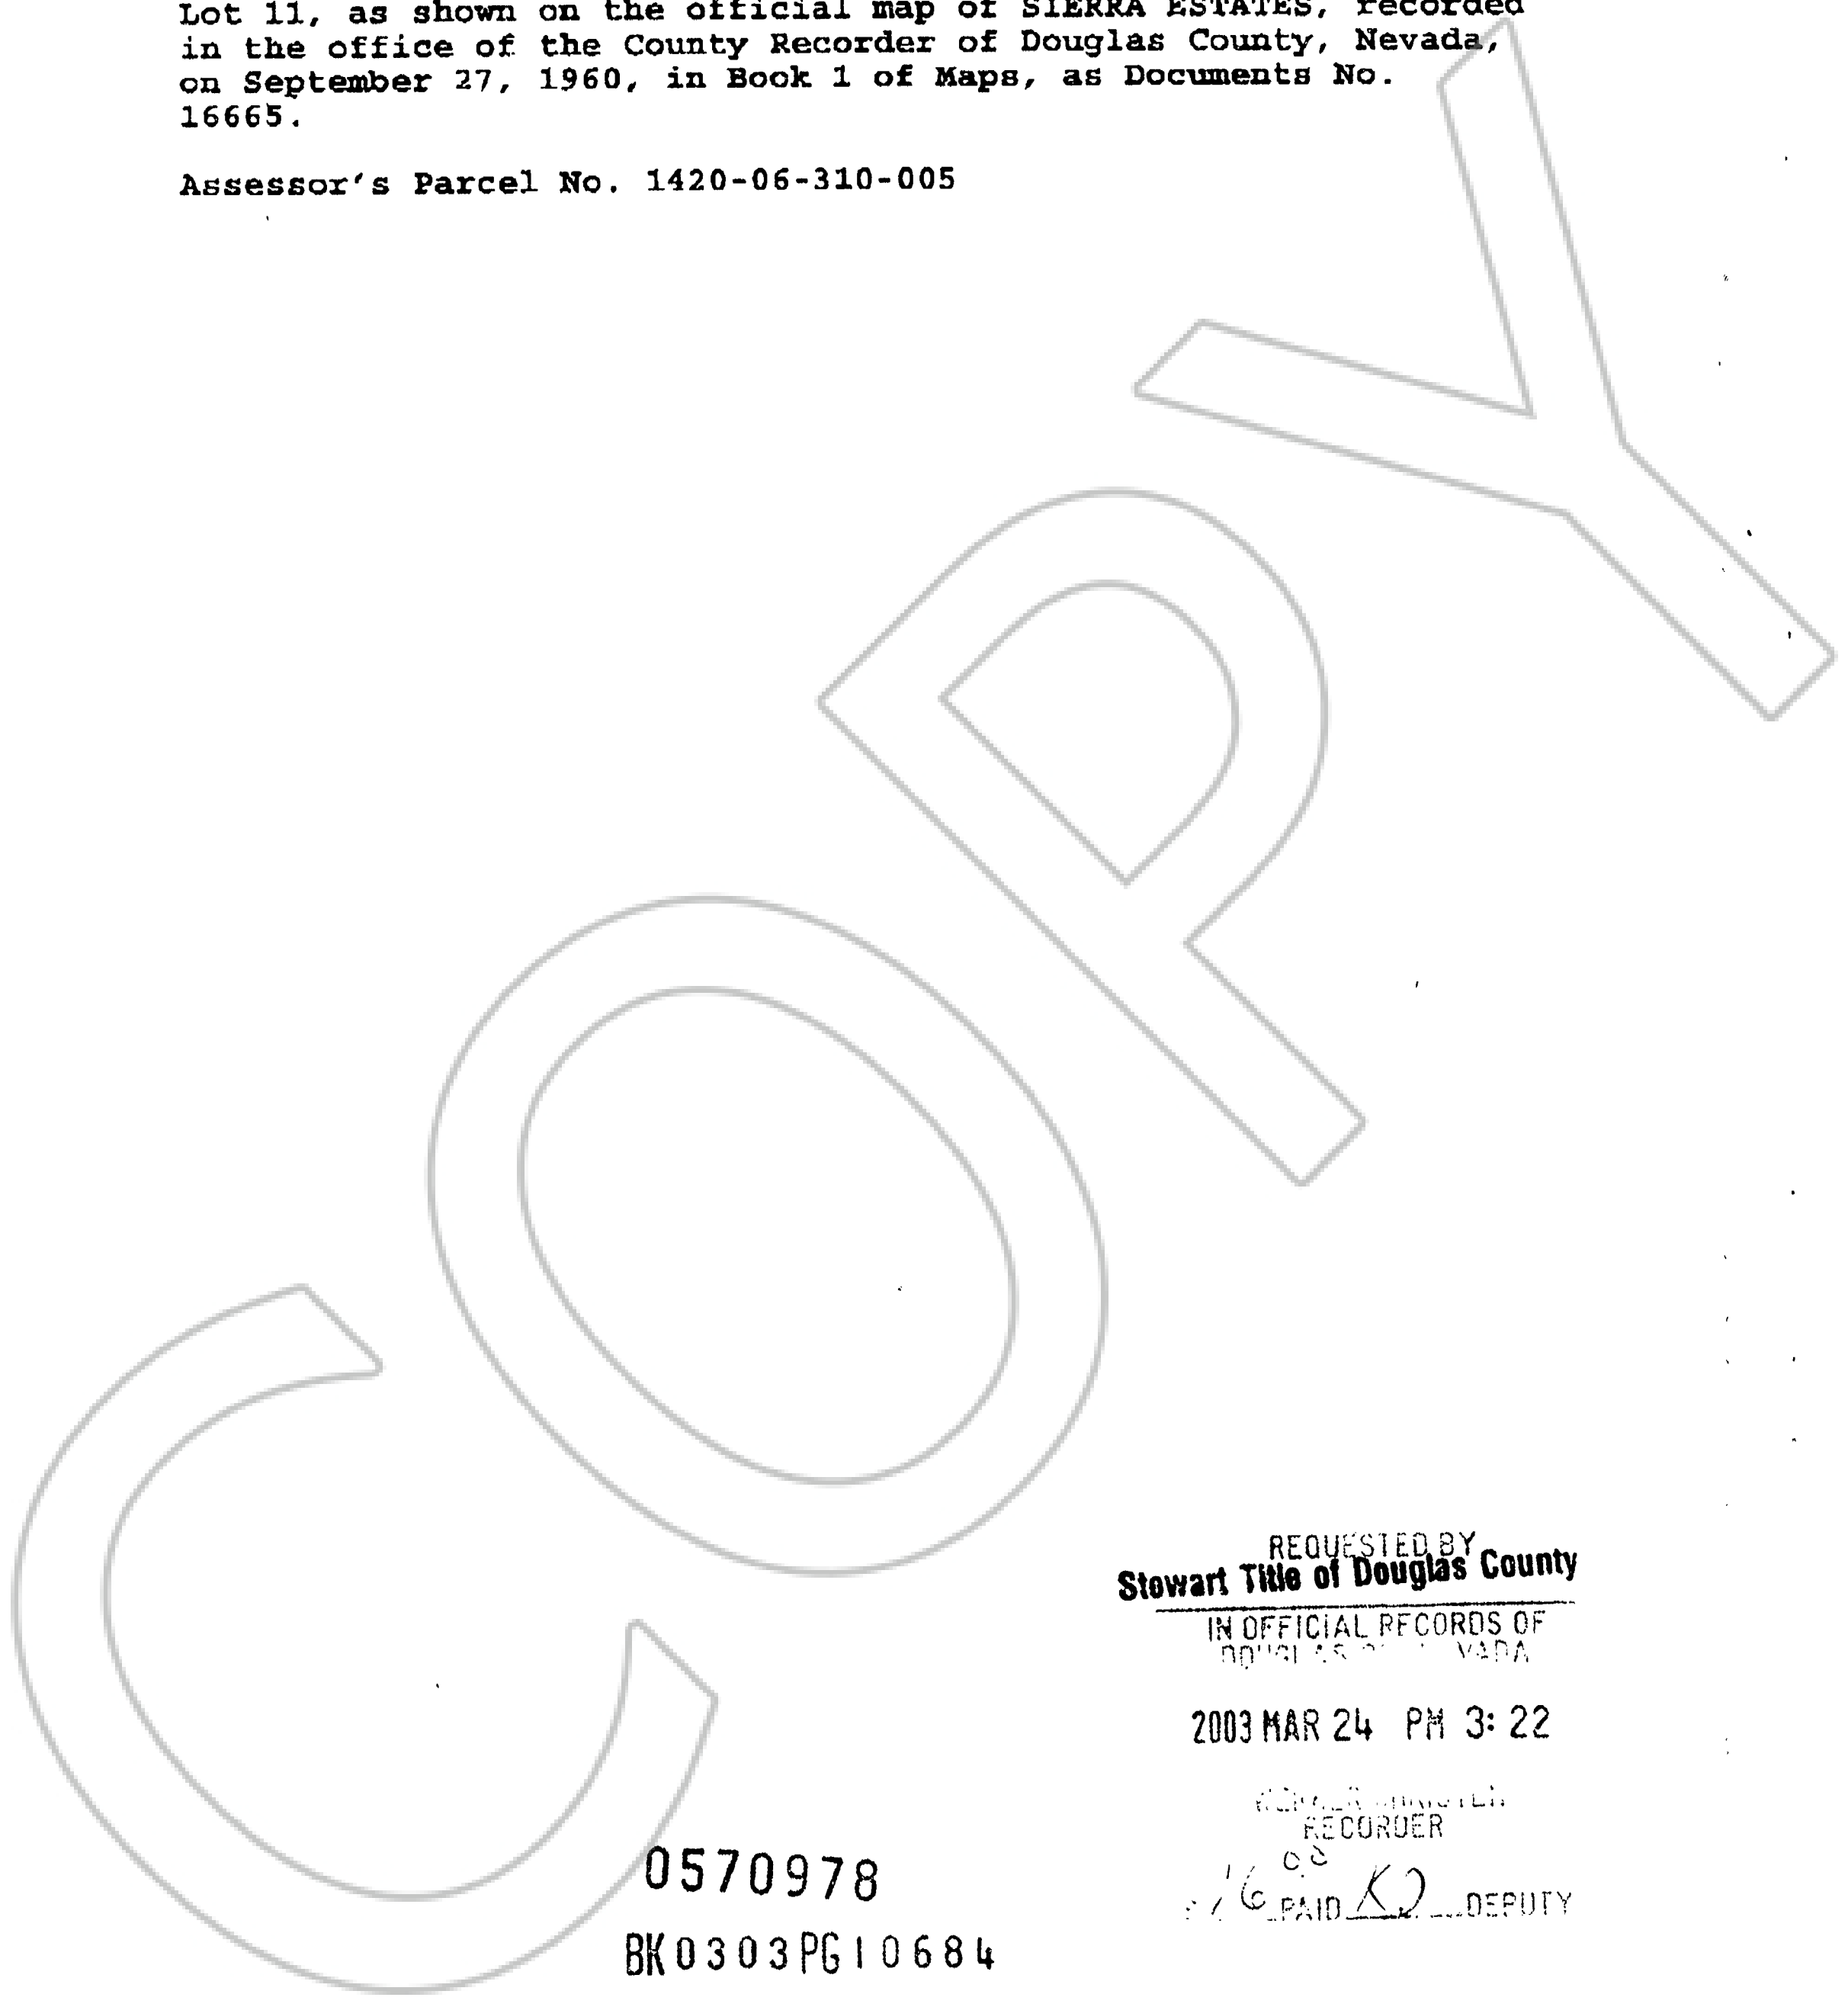 Lot 11, as shown on the official map of SIERRA ESTATES, recorded
in the office of the County Recorder of Douglas County, Nevada,
on September 27, 1960, in Book 1 of Maps, as Documents No.
16665.
Assessor's Parcel No. 1420-06-310-005
COPY
REQUESTED BY
Stewart Title of Douglas County
IN OFFICIAL RECORDS OF
DOUGLAS
2003 MAR 24 PM 3:22
RECORDER
PAID KJ DEPUTY
0570978
BK0303PG10684